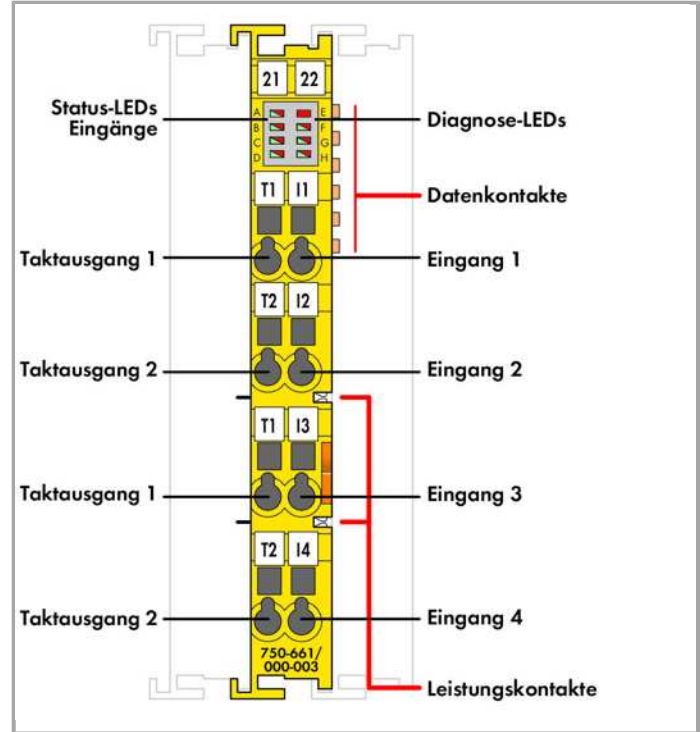 21 22
Status-LEDs
Eingänge
A E
B F
C G
D H
Diagnose-LEDs
Datenkontakte
T1 I1
Taktausgang 1
Eingang 1
T2 I2
Taktausgang 2
Eingang 2
T1 I3
Taktausgang 1
Eingang 3
T2 I4
Taktausgang 2
Eingang 4
750-661/
000-003
Leistungskontakte